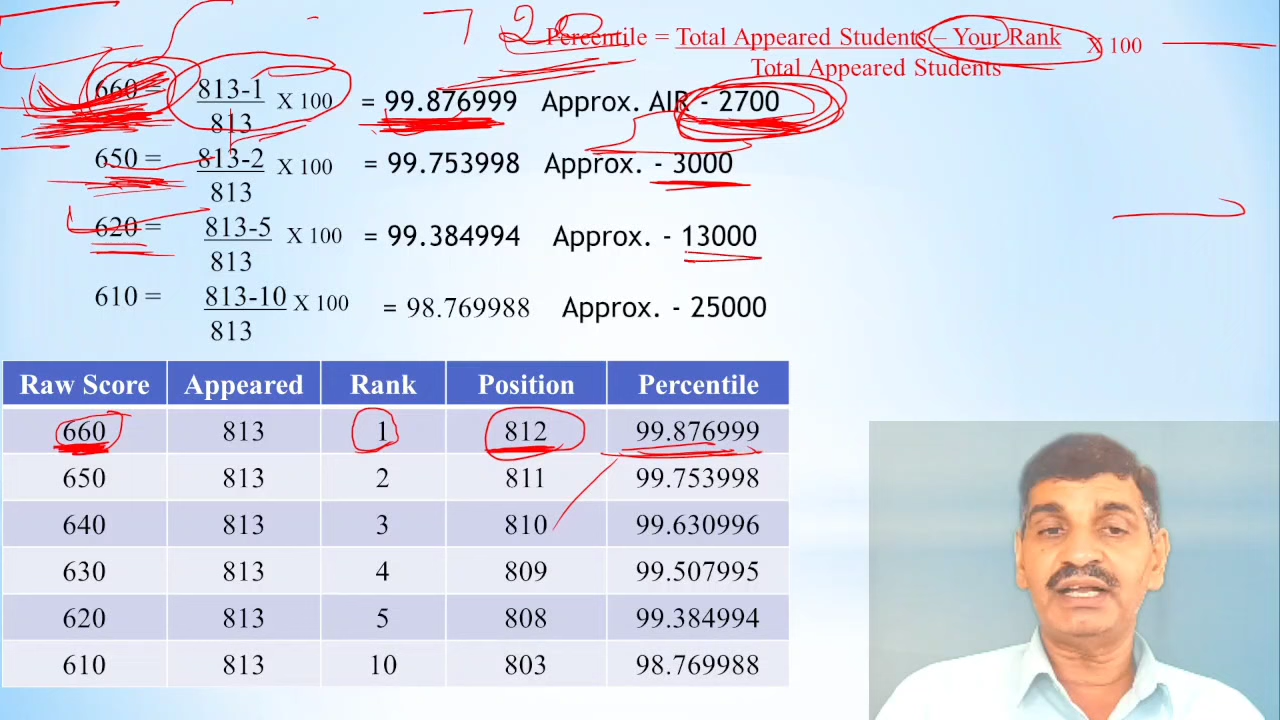 720
Percentile = Total Appeared Students – Your Rank X 100
Total Appeared Students
660 = 813-1 X 100 = 99.876999 Approx. AIR - 2700
813
650 = 813-2 X 100 = 99.753998 Approx. - 3000
813
620 = 813-5 X 100 = 99.384994 Approx. - 13000
813
610 = 813-10 X 100 = 98.769988 Approx. - 25000
813
Raw Score Appeared Rank Position Percentile
660 813 1 812 99.876999
650 813 2 811 99.753998
640 813 3 810 99.630996
630 813 4 809 99.507995
620 813 5 808 99.384994
610 813 10 803 98.769988